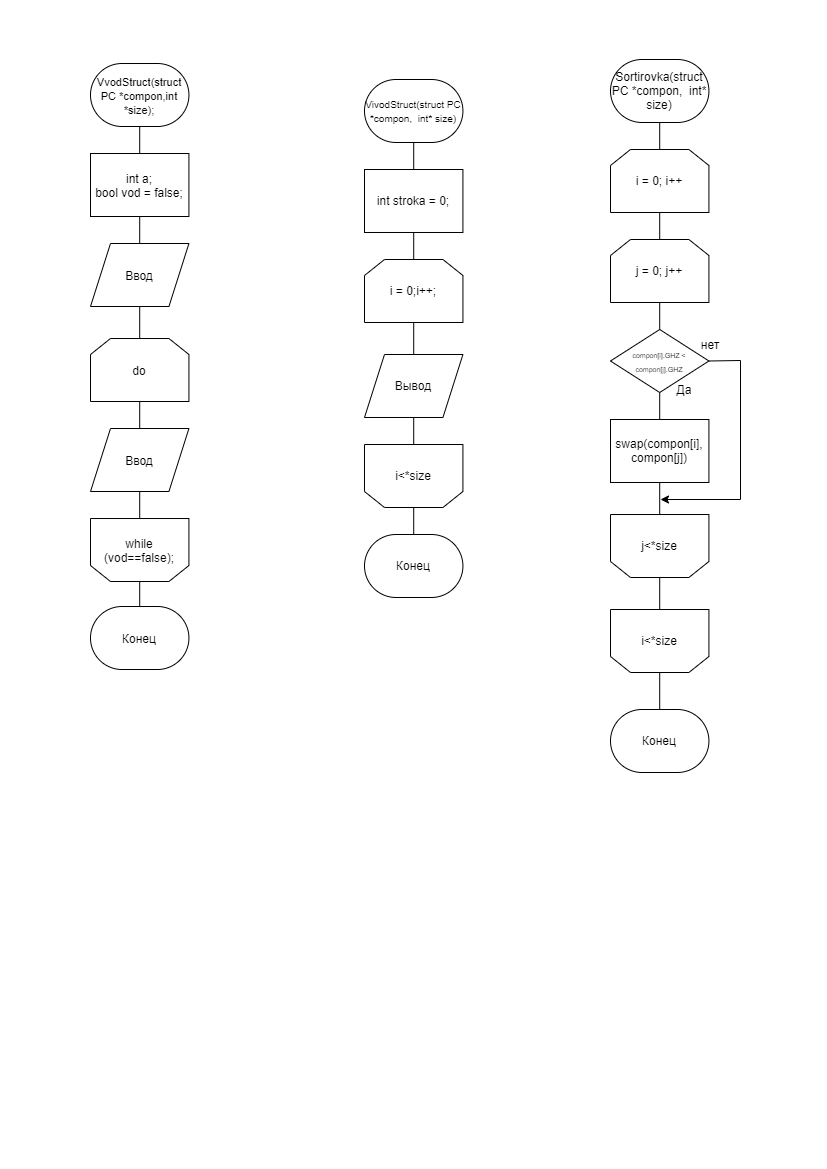 VvodStruct(struct
PC *compon,int
*size);
int a;
bool vod = false;
Ввод
do
Ввод
while
(vod==false);
Конец
VivodStruct(struct PC
*compon, int* size)
int stroka = 0;
i = 0;i++;
Вывод
i<*size
Конец
Sortirovka(struct
PC *compon, int*
size)
i = 0; i++
j = 0; j++
compon[i].GHZ <
compon[j].GHZ
нет
Да
swap(compon[i],
compon[j])
j<*size
i<*size
Конец